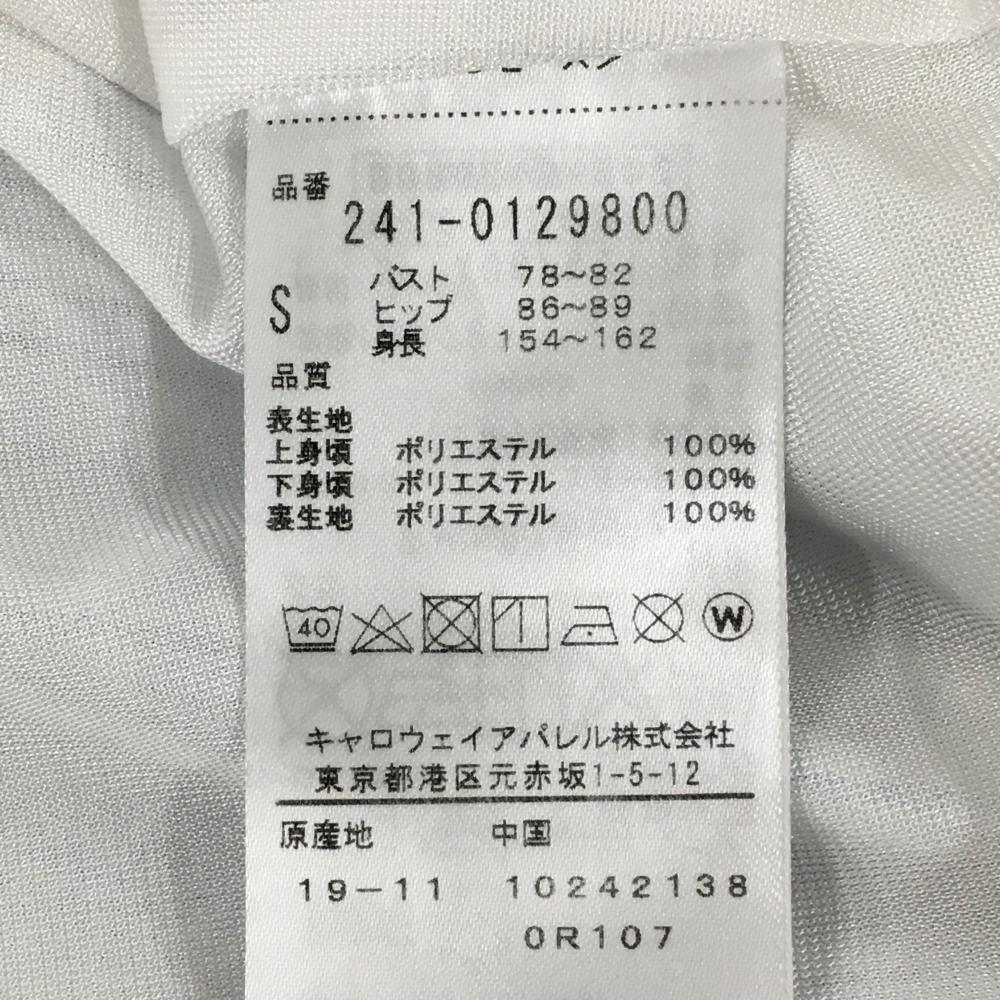 品番
241-0129800
S バスト 78~82
ヒップ 86~89
身長 154~162
品質
表生地
上身頃 ポリエステル 100%
下身頃 ポリエステル 100%
裏生地 ポリエステル 100%
40 W
キャロウェイアパレル株式会社
東京都港区元赤坂1-5-12
原産地 中国
19-11 10242138
0R107